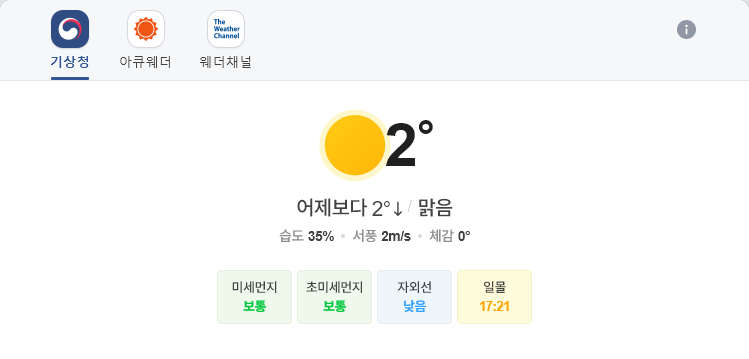 The
Weather
Channel
기상청 아큐웨더 웨더채널
2°
어제보다 2°↓ / 맑음
습도 35% • 서풍 2m/s • 체감 0°
미세먼지 초미세먼지 자외선 일몰
보통 보통 낮음 17:21